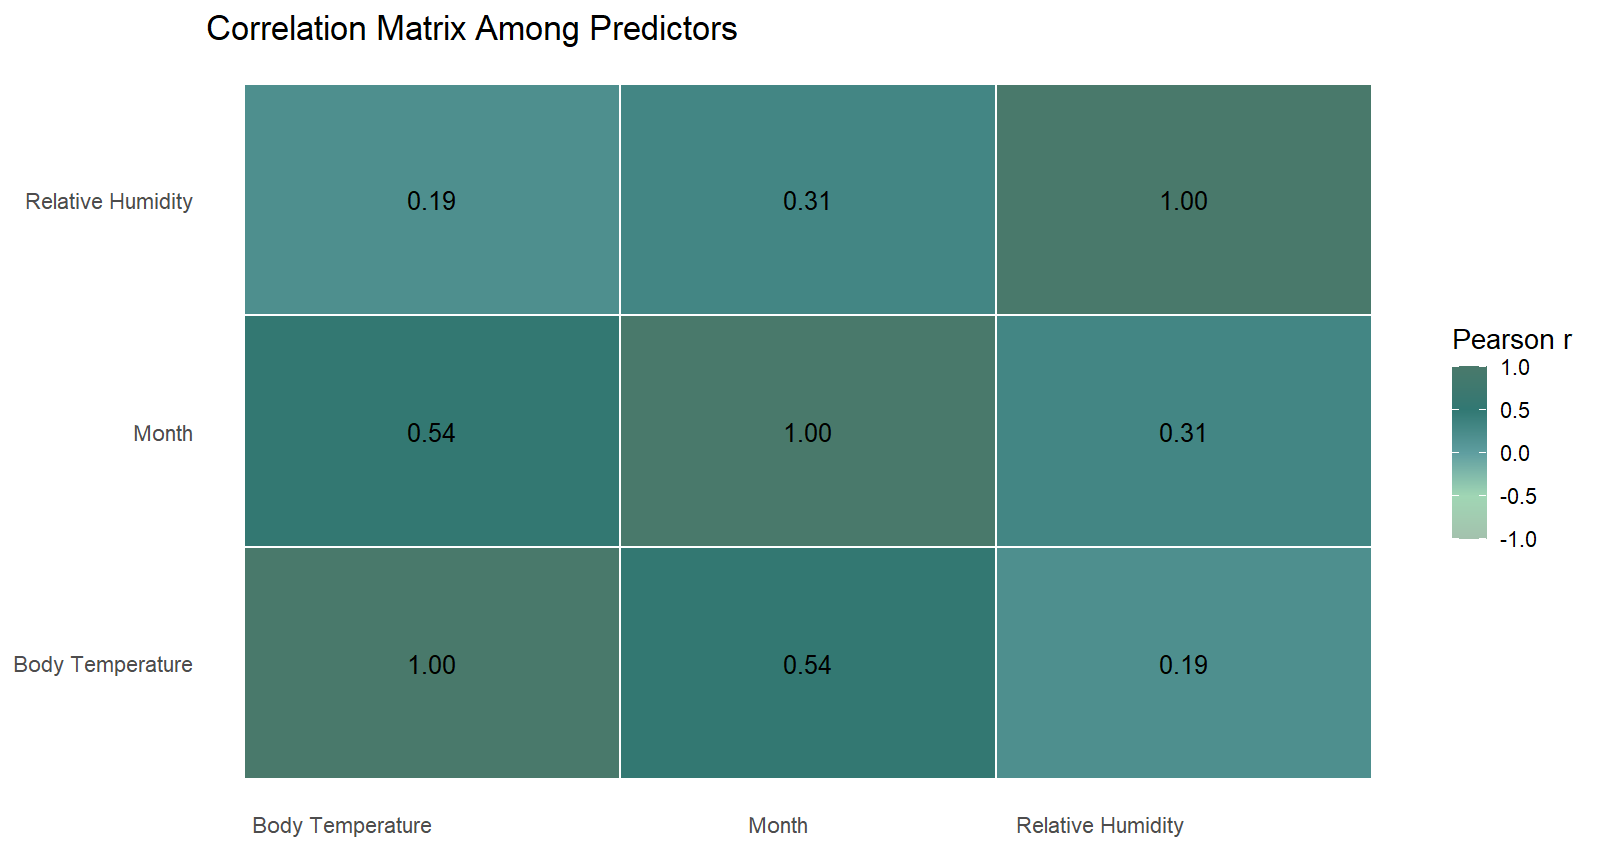 Correlation Matrix Among Predictors
Relative Humidity
0.19
0.31
1.00
Month
0.54
1.00
0.31
Body Temperature
1.00
0.54
0.19
Body Temperature
Month
Relative Humidity
Pearson r
1.0
0.5
0.0
-0.5
-1.0